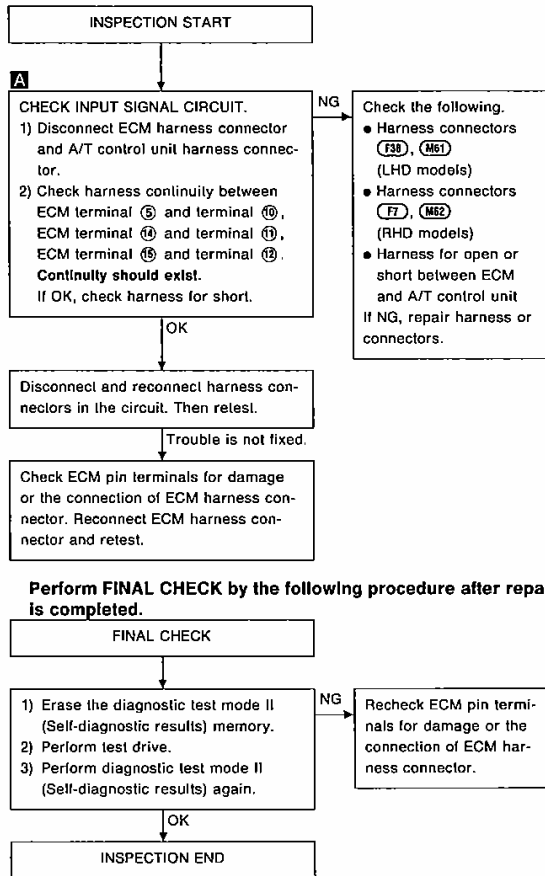 INSPECTION START
A
CHECK INPUT SIGNAL CIRCUIT.
1) Disconnect ECM harness connector
and A/T control unit harness connec-
tor.
2) Check harness continuity between
ECM terminal ⑤ and terminal ⑩,
ECM terminal ⑭ and terminal ⑪,
ECM terminal ⑮ and terminal ⑫.
Continuity should exist.
If OK, check harness for short.
NG
Check the following.
● Harness connectors
F38, M61
(LHD models)
● Harness connectors
F7, M62
(RHD models)
● Harness for open or
short between ECM
and A/T control unit
If NG, repair harness or
connectors.
OK
Disconnect and reconnect harness con-
nectors in the circuit. Then retest.
Trouble is not fixed.
Check ECM pin terminals for damage
or the connection of ECM harness con-
nector. Reconnect ECM harness con-
nector and retest.
Perform FINAL CHECK by the following procedure after repa
is completed.
FINAL CHECK
1) Erase the diagnostic test mode II
(Self-diagnostic results) memory.
2) Perform test drive.
3) Perform diagnostic test mode II
(Self-diagnostic results) again.
NG
Recheck ECM pin termi-
nals for damage or the
connection of ECM har-
ness connector.
OK
INSPECTION END